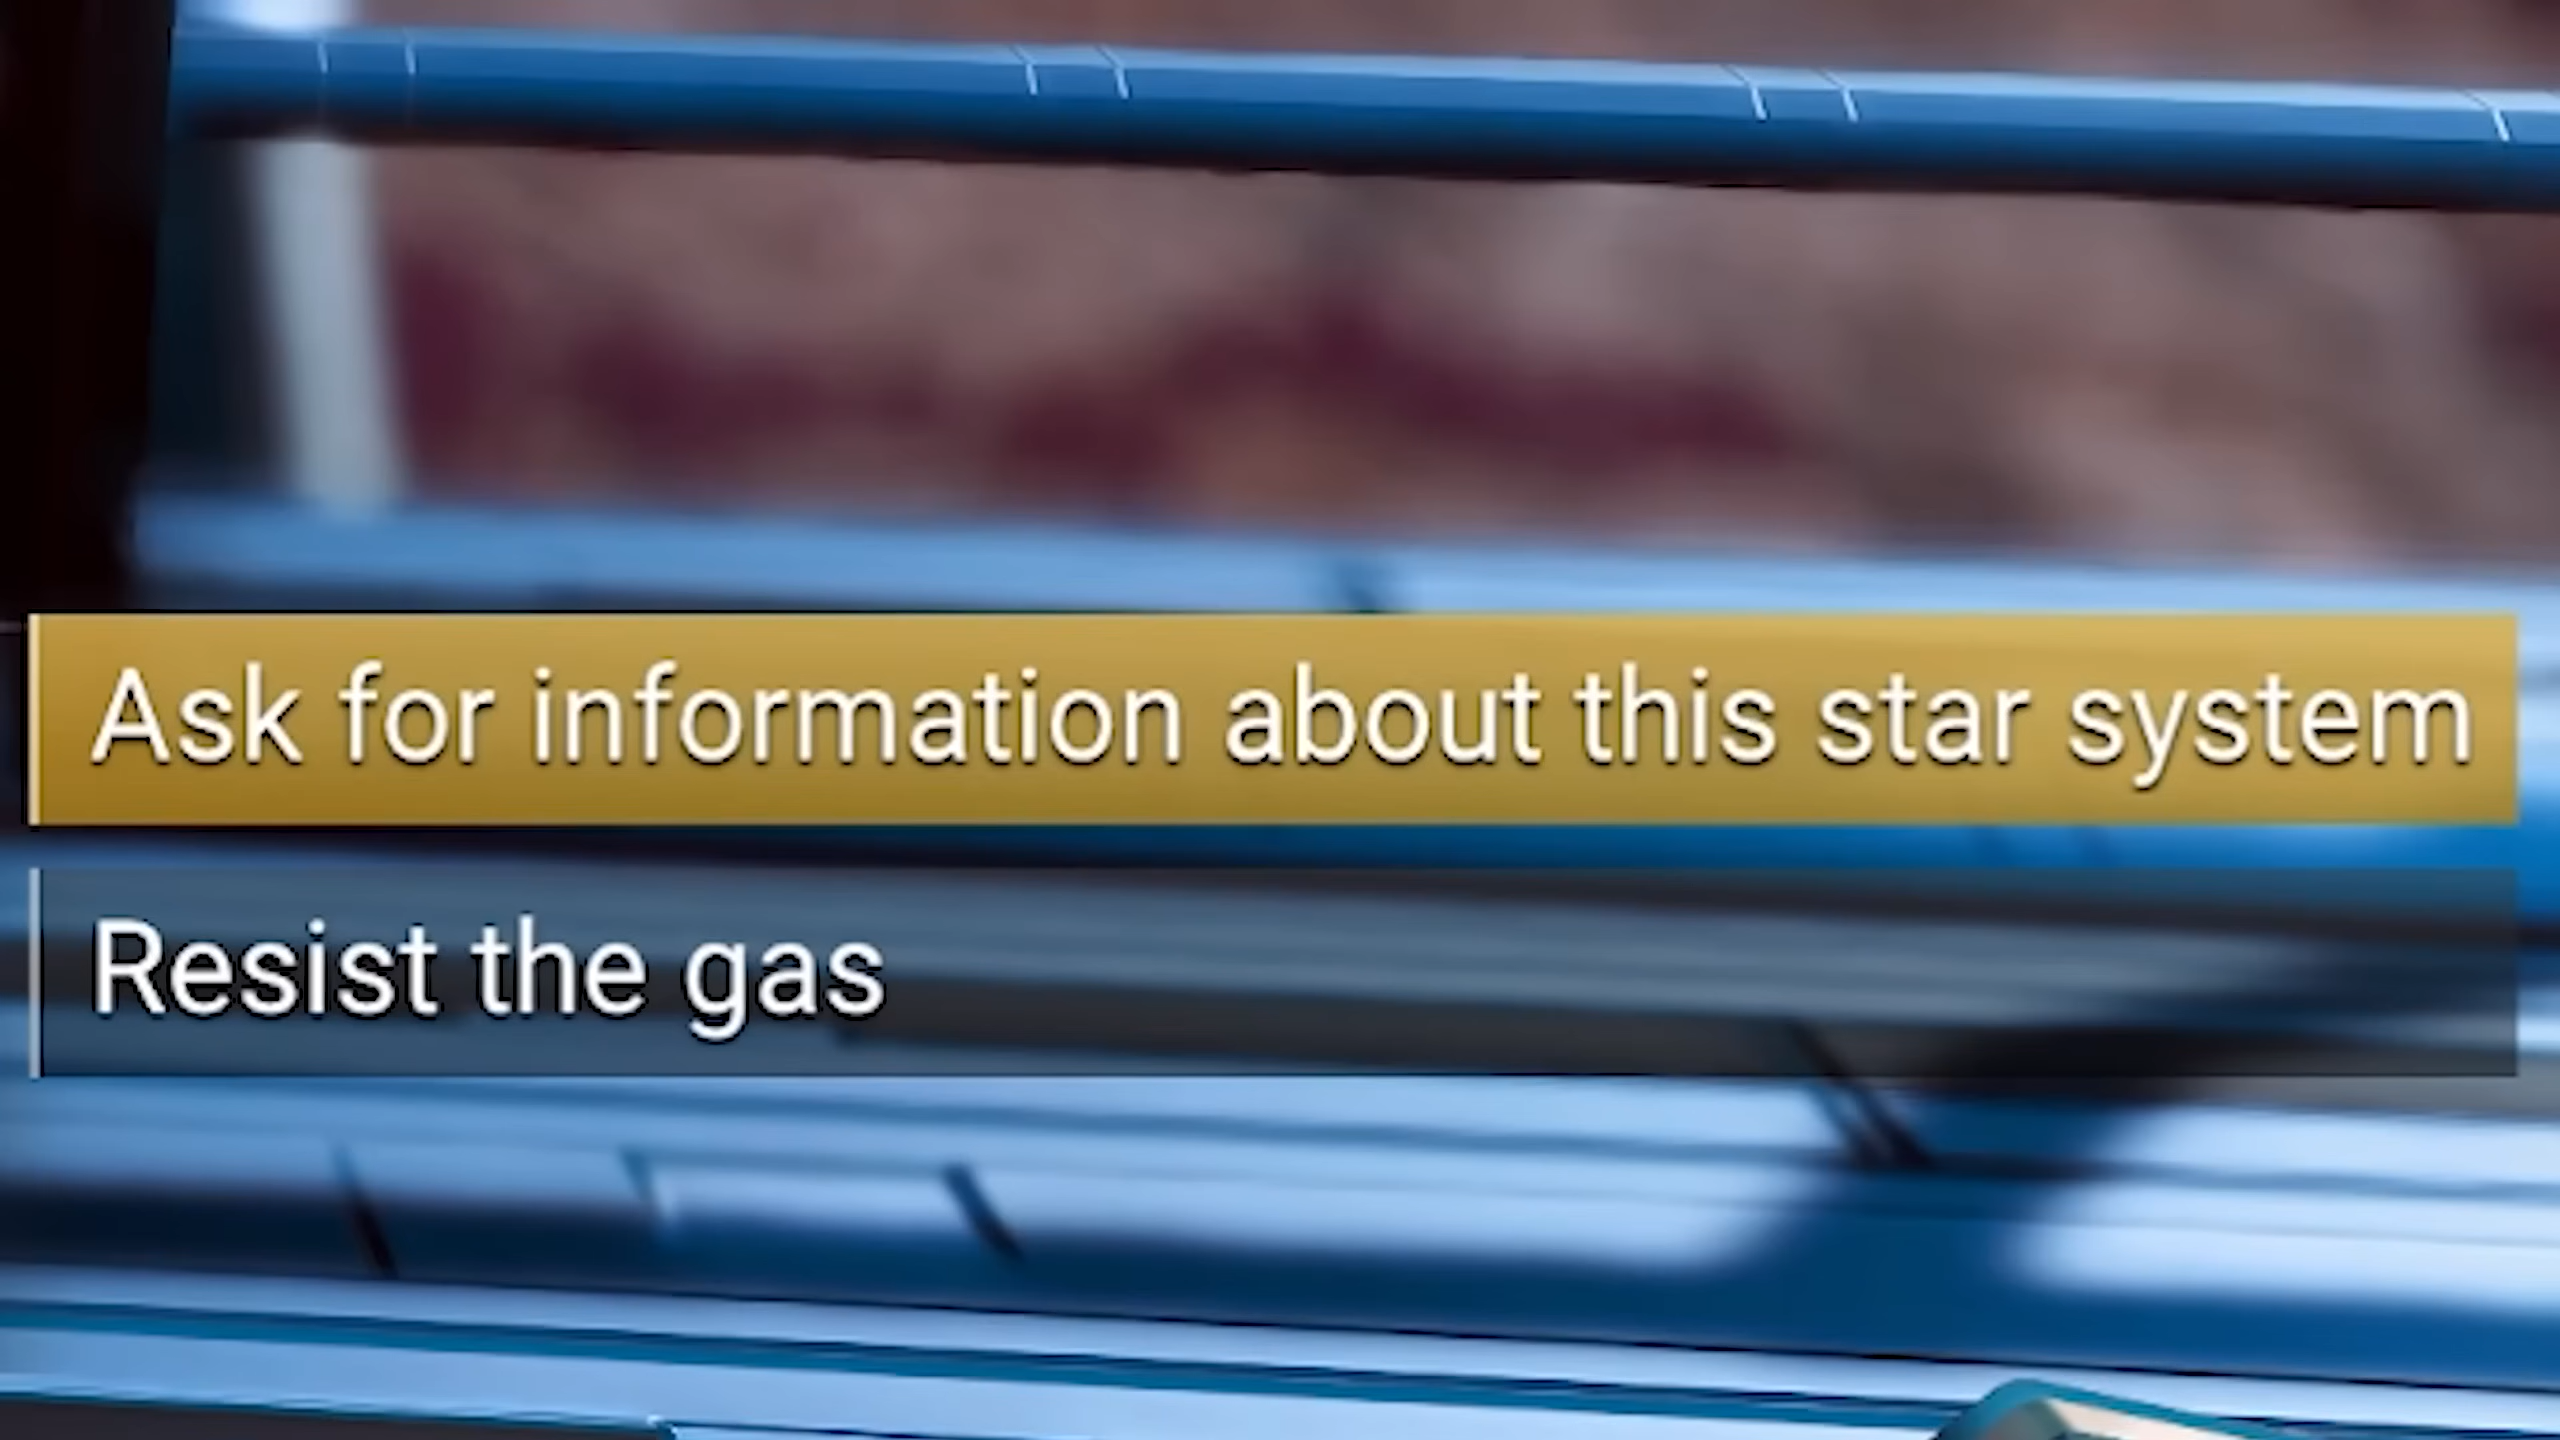 Ask for information about this star system
Resist the gas